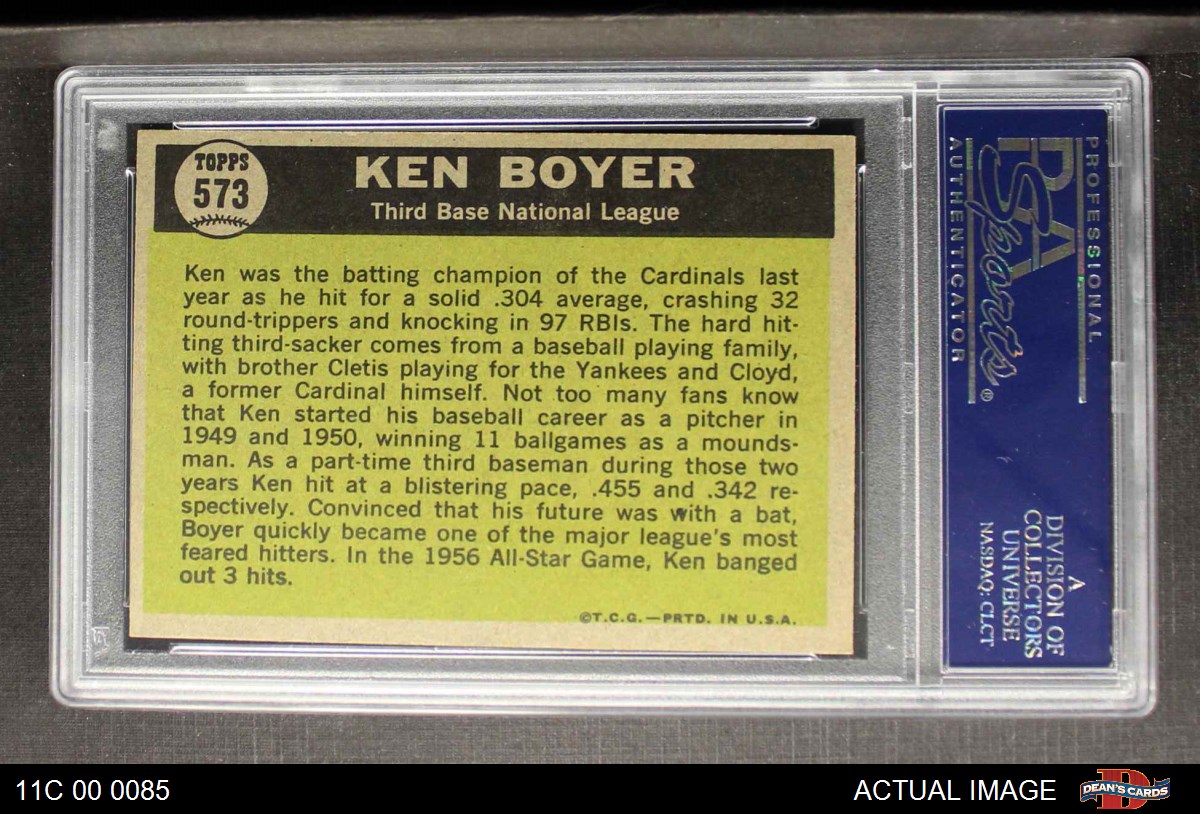 TOPPS
573
KEN BOYER
Third Base National League
Ken was the batting champion of the Cardinals last
year as he hit for a solid .304 average, crashing 32
round-trippers and knocking in 97 RBIs. The hard hit-
ting third-sacker comes from a baseball playing family,
with brother Cletis playing for the Yankees and Cloyd,
a former Cardinal himself. Not too many fans know
that Ken started his baseball career as a pitcher in
1949 and 1950, winning 11 ballgames as a mounds-
man. As a part-time third baseman during those two
years Ken hit at a blistering pace, .455 and .342 re-
spectively. Convinced that his future was with a bat,
Boyer quickly became one of the major league's most
feared hitters. In the 1956 All-Star Game, Ken banged
out 3 hits.
©T.C.G.—PRTD. IN U.S.A.
PROFESSIONAL
PSA
Sports®
AUTHENTICATOR
A
DIVISION OF
COLLECTORS
UNIVERSE
NASDAQ: CLCT
11C 00 0085
ACTUAL IMAGE
D
DEAN'S CARDS